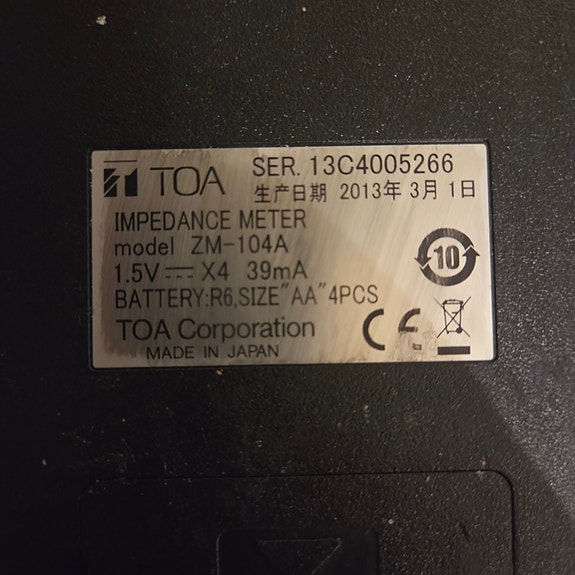 TOA
SER. 13C4005266
生产日期 2013年 3月 1日
IMPEDANCE METER
model ZM-104A
1.5V⎓ X4 39mA
10
BATTERY:R6,SIZE"AA"4PCS
TOA Corporation
CE
MADE IN JAPAN